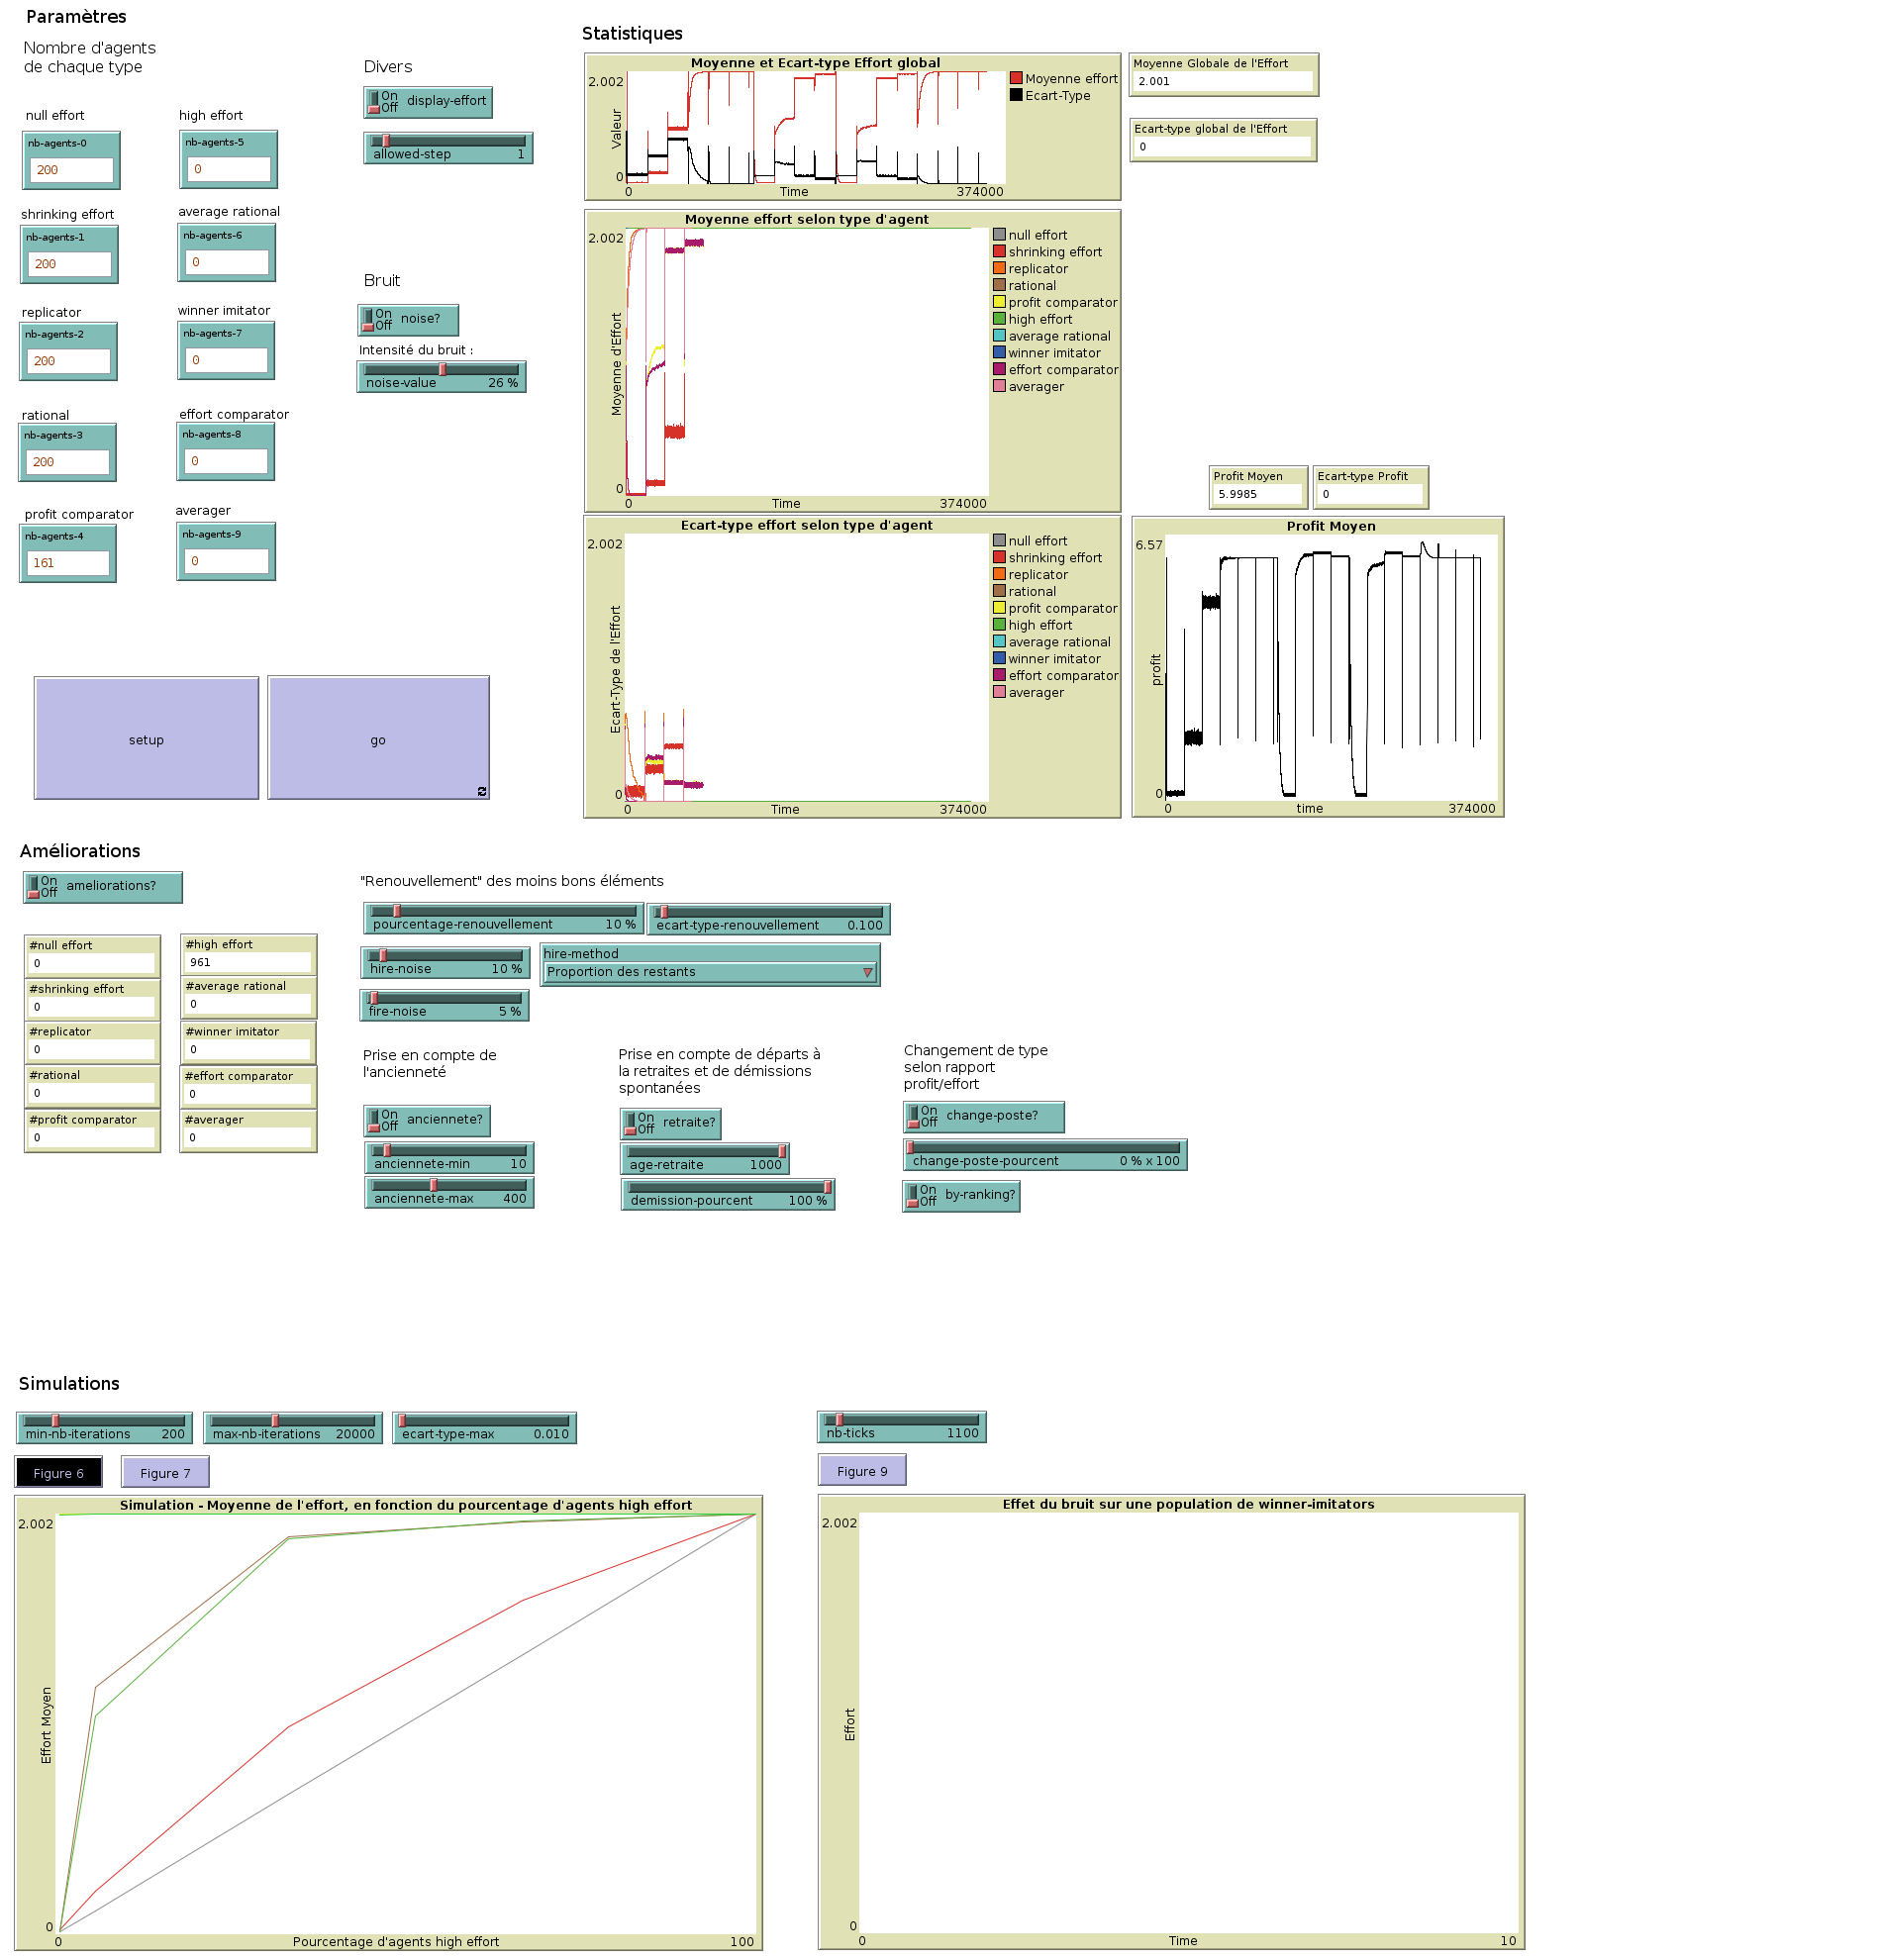 Paramètres
Nombre d'agents
de chaque type
null effort
nb-agents-0
200
high effort
nb-agents-5
0
shrinking effort
nb-agents-1
200
average rational
nb-agents-6
0
replicator
nb-agents-2
200
winner imitator
nb-agents-7
0
rational
nb-agents-3
200
effort comparator
nb-agents-8
0
profit comparator
nb-agents-4
161
averager
nb-agents-9
0
Divers
On
Off
display-effort
allowed-step 1
Bruit
On
Off
noise?
Intensité du bruit :
noise-value 26 %
setup
go
Statistiques
Moyenne et Ecart-type Effort global
2.002
Valeur
0
0
Time
374000
Moyenne effort
Ecart-Type
Moyenne Globale de l'Effort
2.001
Ecart-type global de l'Effort
0
Moyenne effort selon type d'agent
2.002
Moyenne d'Effort
0
0
Time
374000
null effort
shrinking effort
replicator
rational
profit comparator
high effort
average rational
winner imitator
effort comparator
averager
Ecart-type effort selon type d'agent
2.002
Ecart-Type de l'Effort
0
0
Time
374000
null effort
shrinking effort
replicator
rational
profit comparator
high effort
average rational
winner imitator
effort comparator
averager
Profit Moyen
5.9985
Ecart-type Profit
0
Profit Moyen
6.57
profit
0
0
time
374000
Améliorations
On
Off
ameliorations?
#null effort
0
#high effort
961
#shrinking effort
0
#average rational
0
#replicator
0
#winner imitator
0
#rational
0
#effort comparator
0
#profit comparator
0
#averager
0
"Renouvellement" des moins bons éléments
pourcentage-renouvellement 10 %
ecart-type-renouvellement 0.100
hire-noise 10 %
hire-method
Proportion des restants
fire-noise 5 %
Prise en compte de
l'ancienneté
On
Off
anciennete?
anciennete-min 10
anciennete-max 400
Prise en compte de départs à
la retraites et de démissions
spontanées
On
Off
retraite?
age-retraite 1000
demission-pourcent 100 %
Changement de type
selon rapport
profit/effort
On
Off
change-poste?
change-poste-pourcent 0 % x 100
On
Off
by-ranking?
Simulations
min-nb-iterations 200
max-nb-iterations 20000
ecart-type-max 0.010
Figure 6
Figure 7
Simulation - Moyenne de l'effort, en fonction du pourcentage d'agents high effort
2.002
Effort Moyen
0
0
Pourcentage d'agents high effort
100
nb-ticks 1100
Figure 9
Effet du bruit sur une population de winner-imitators
2.002
Effort
0
0
Time
10